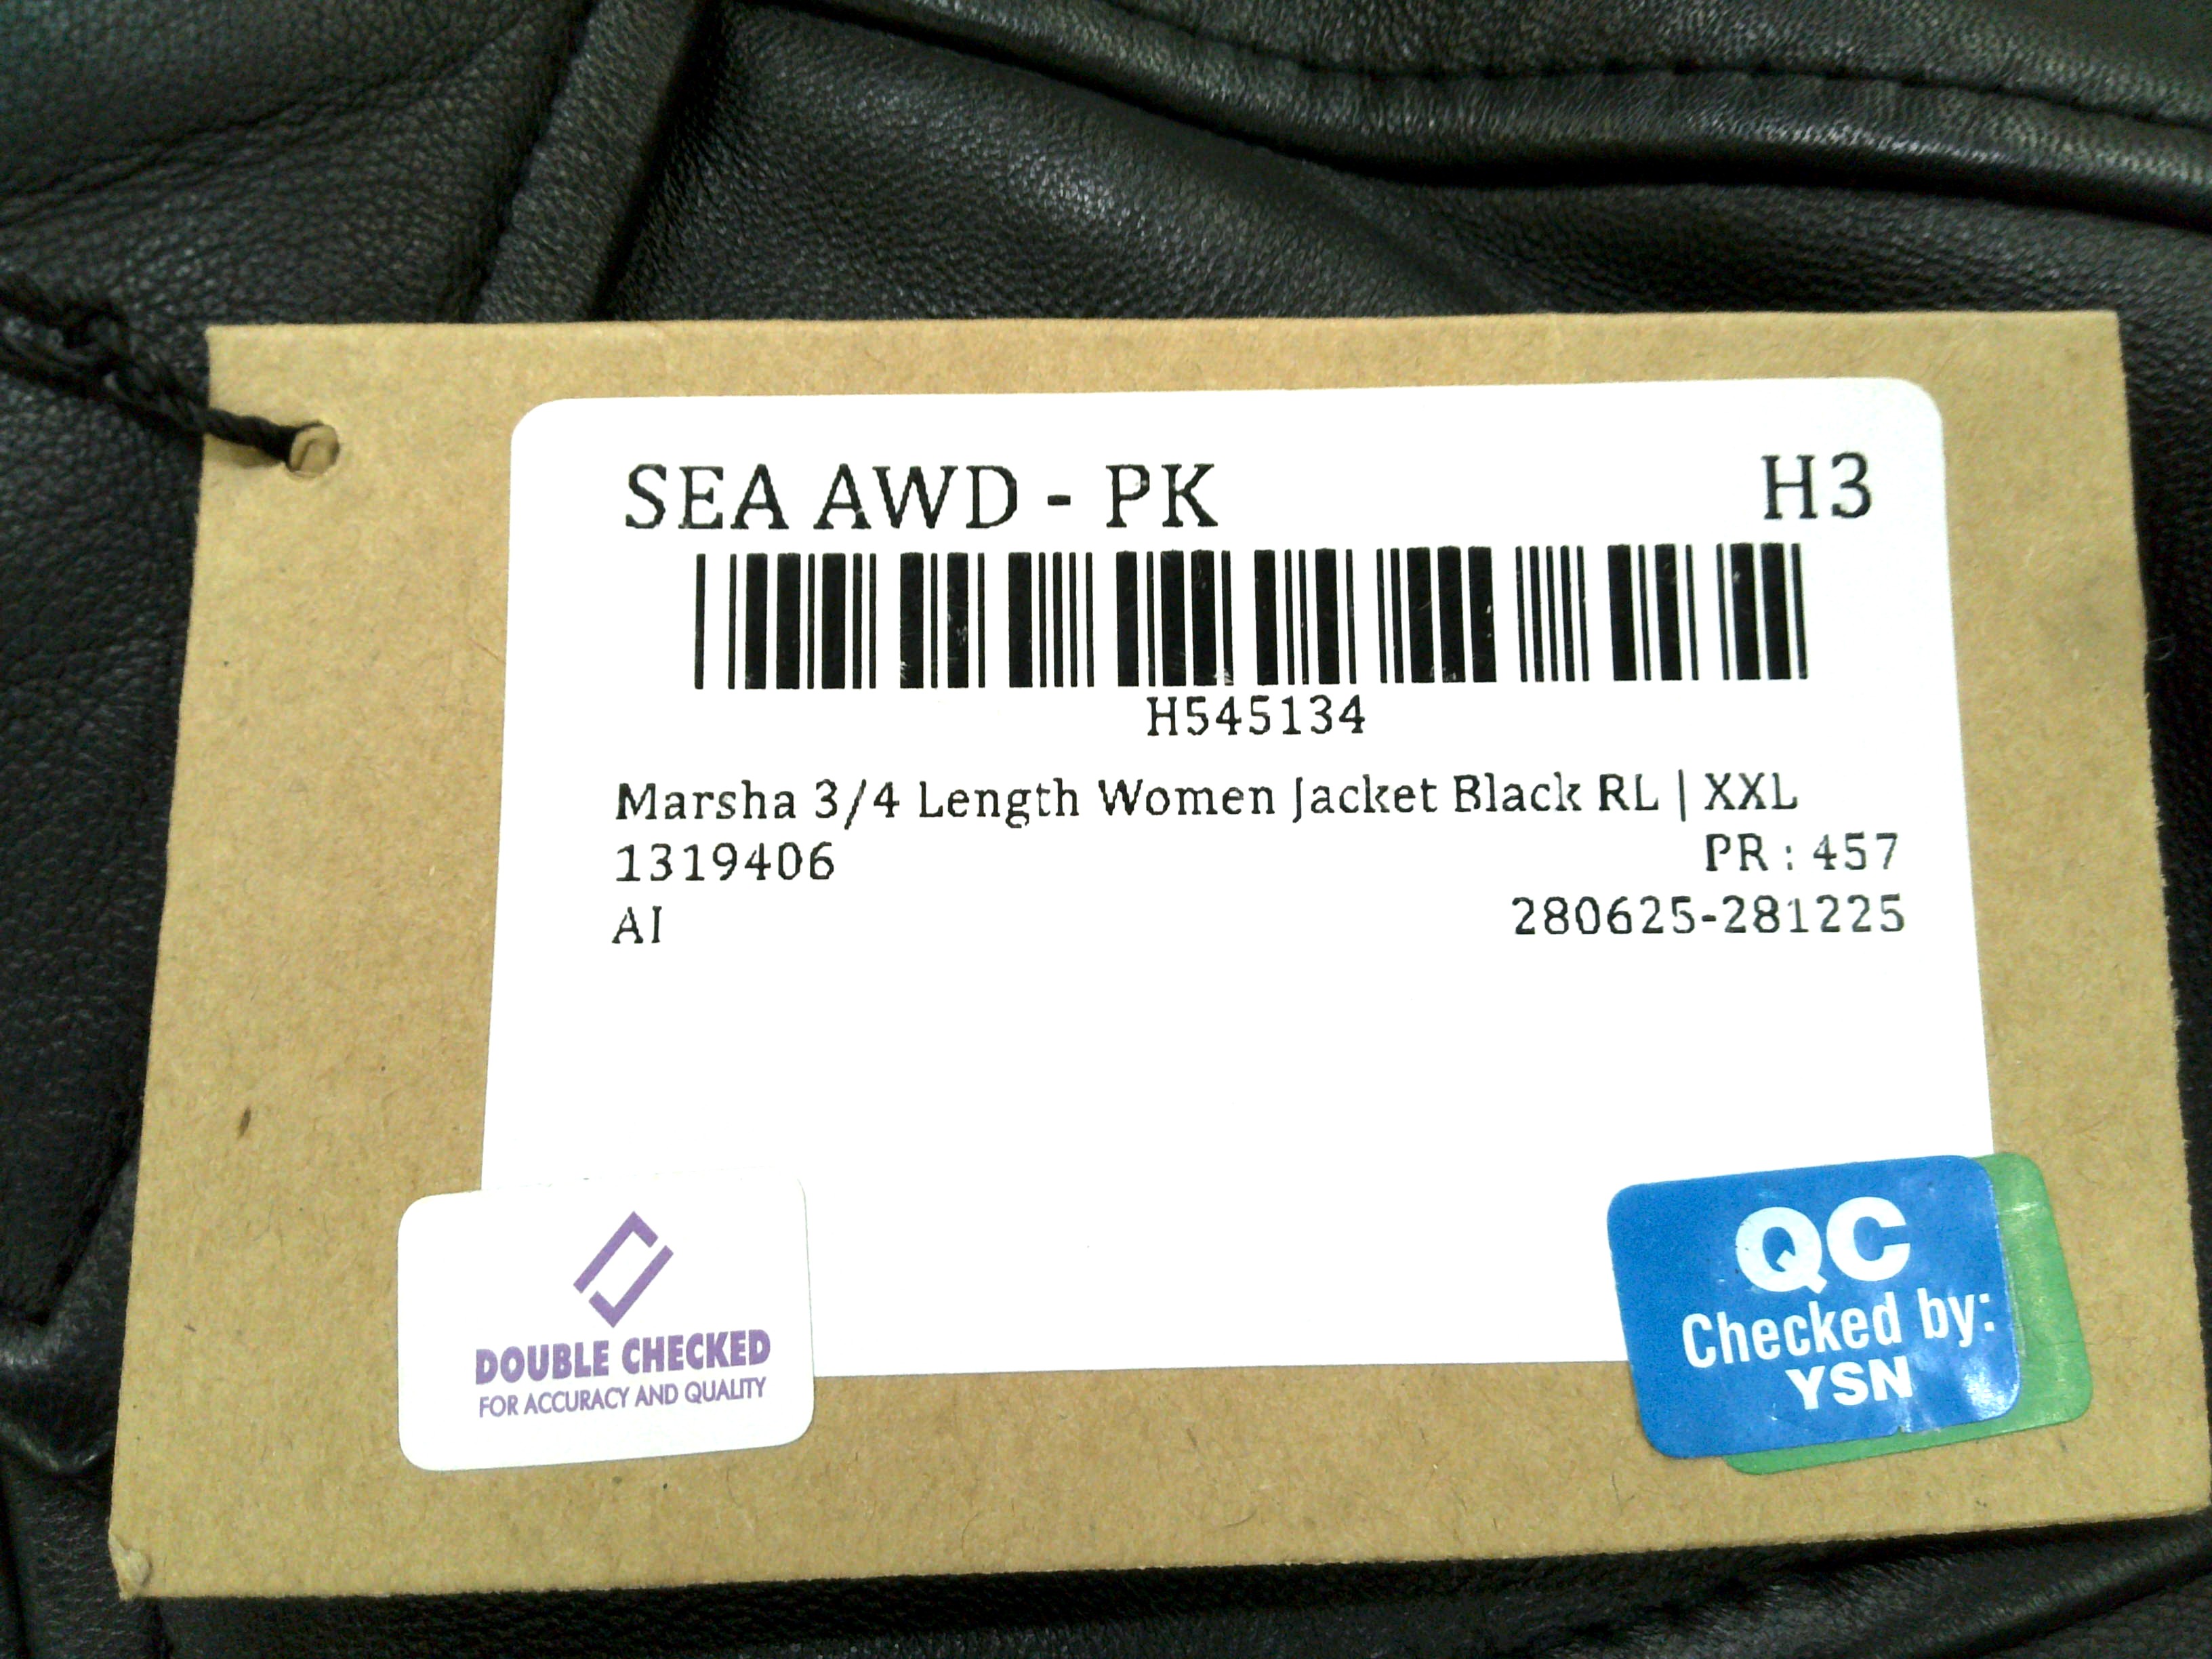 SEA AWD - PK H3
H545134
Marsha 3/4 Length Women Jacket Black RL | XXL
1319406 PR : 457
AI 280625-281225
DOUBLE CHECKED
FOR ACCURACY AND QUALITY
QC
Checked by:
YSN